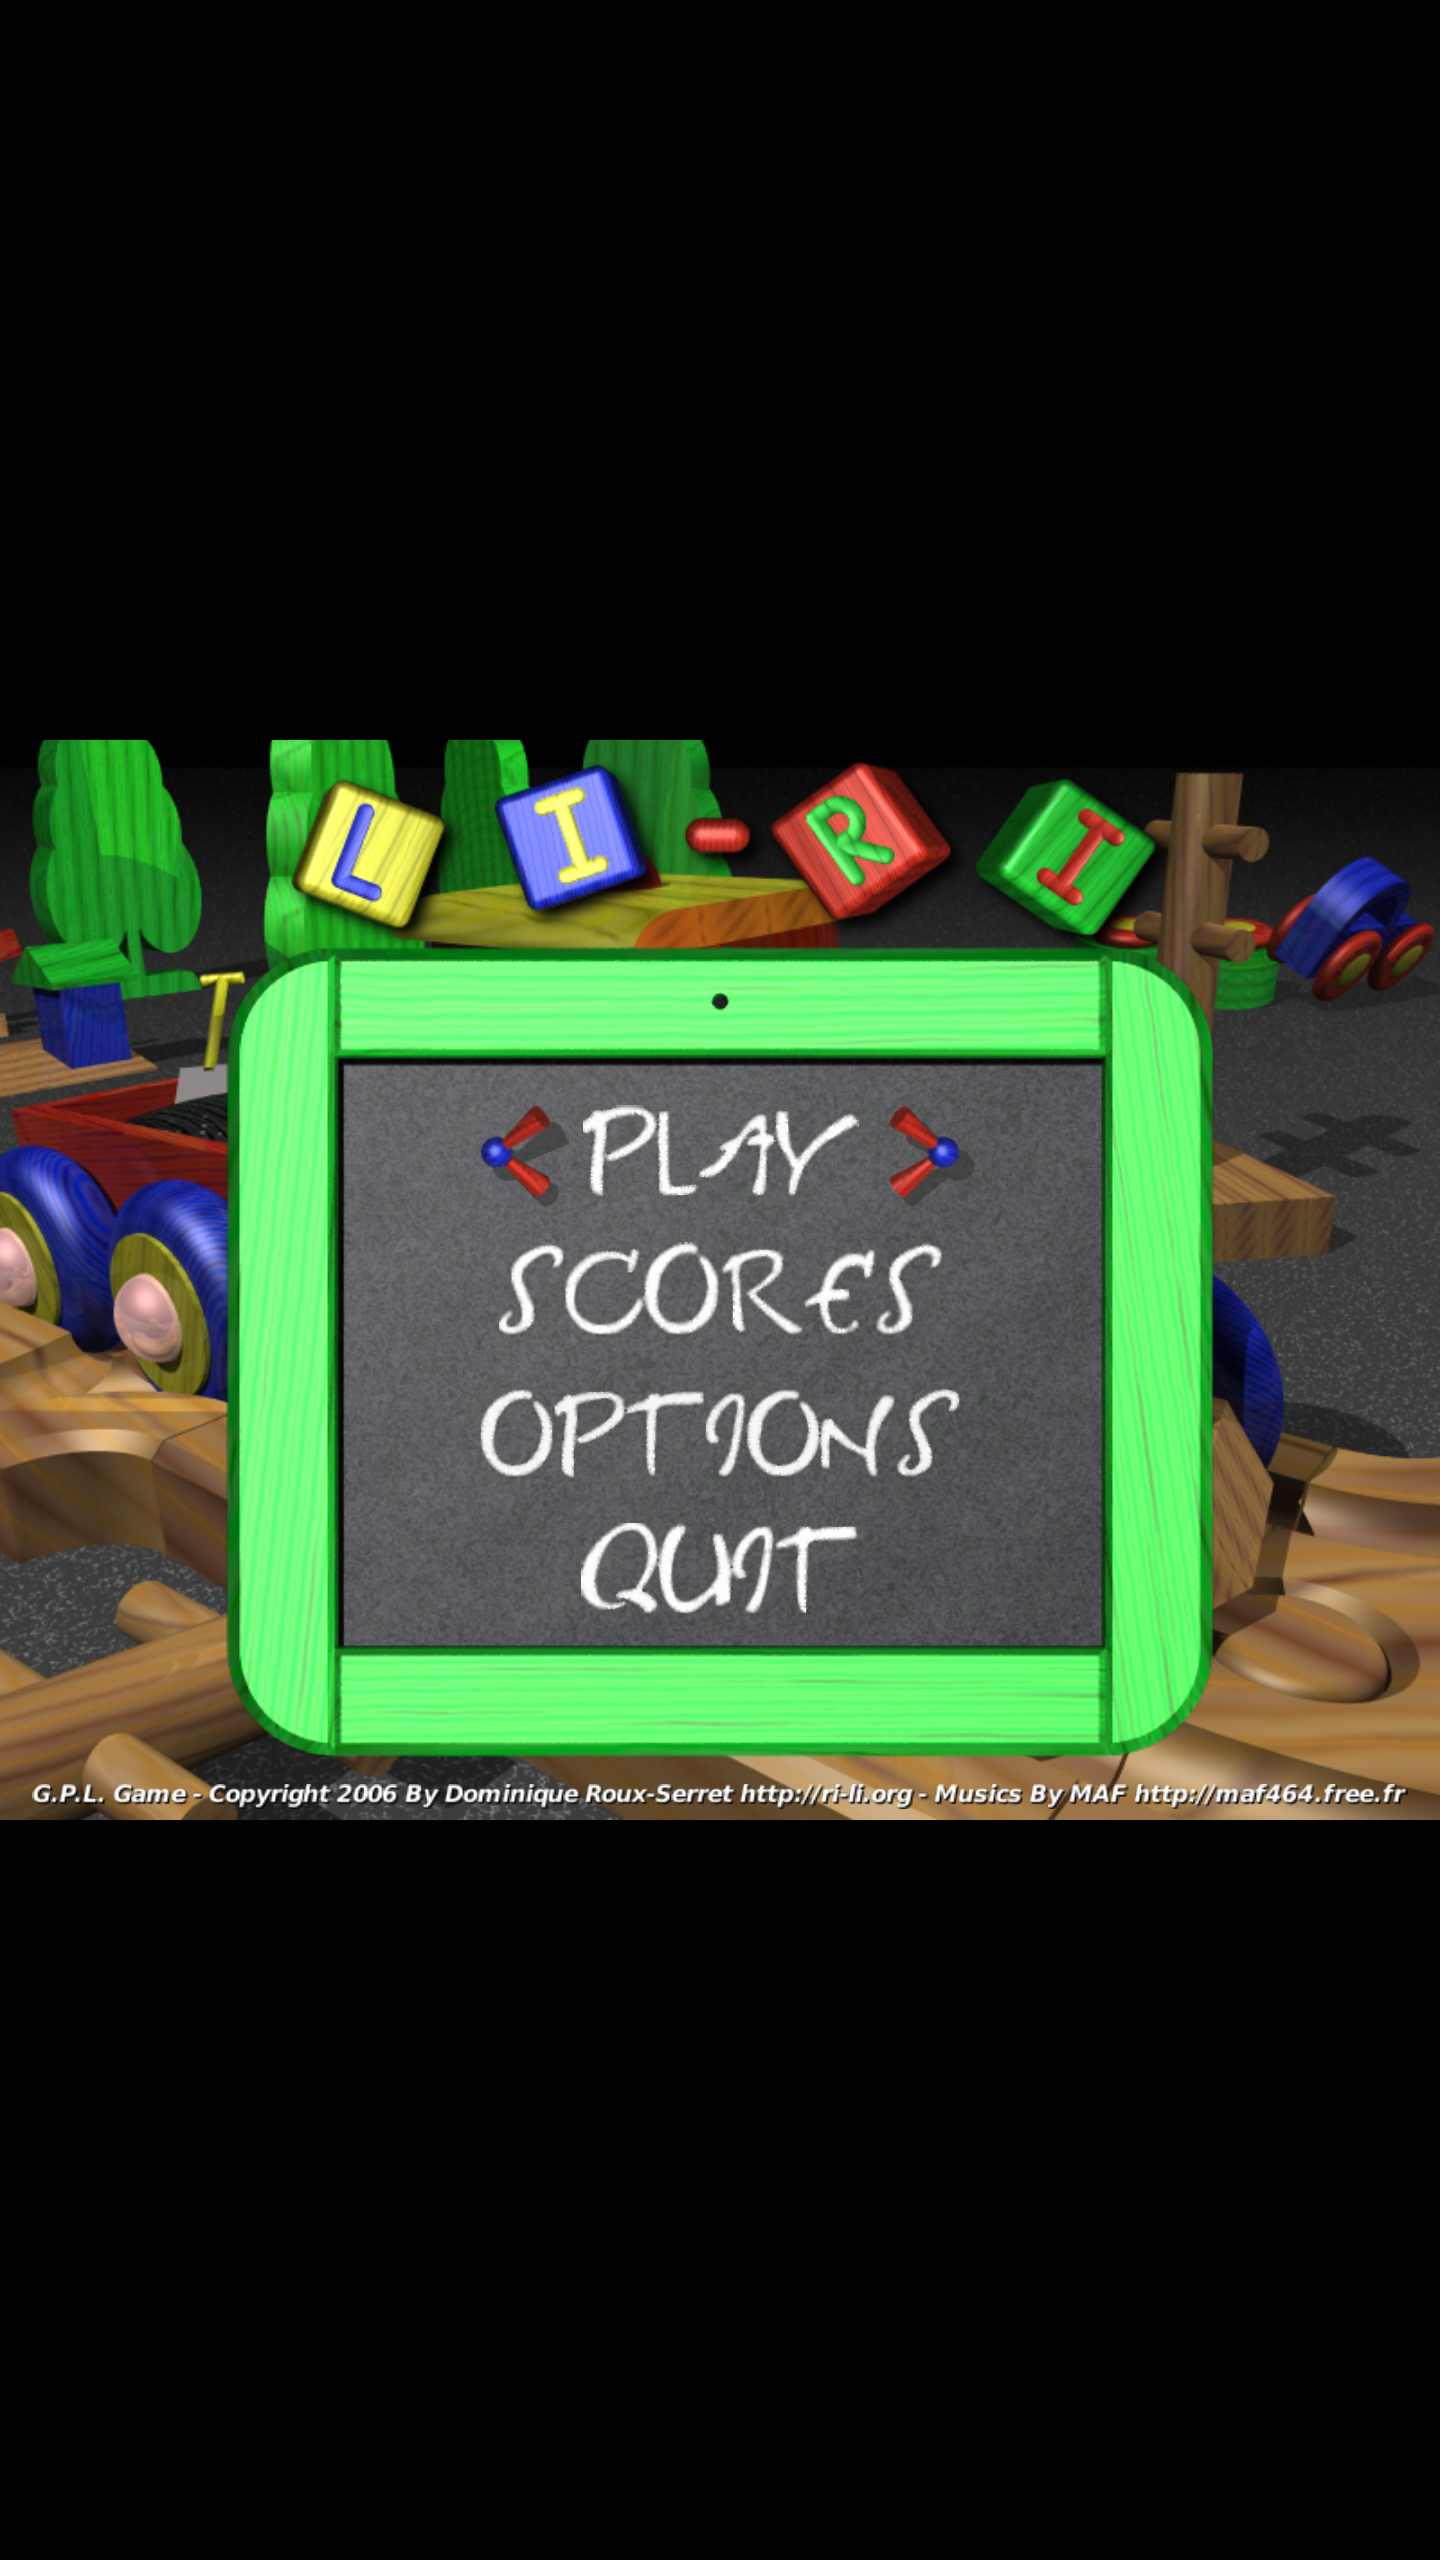 LI-RI
PLAY
SCORES
OPTIONS
QUIT
G.P.L. Game - Copyright 2006 By Dominique Roux-Serret http://ri-li.org - Musics By MAF http://maf464.free.fr